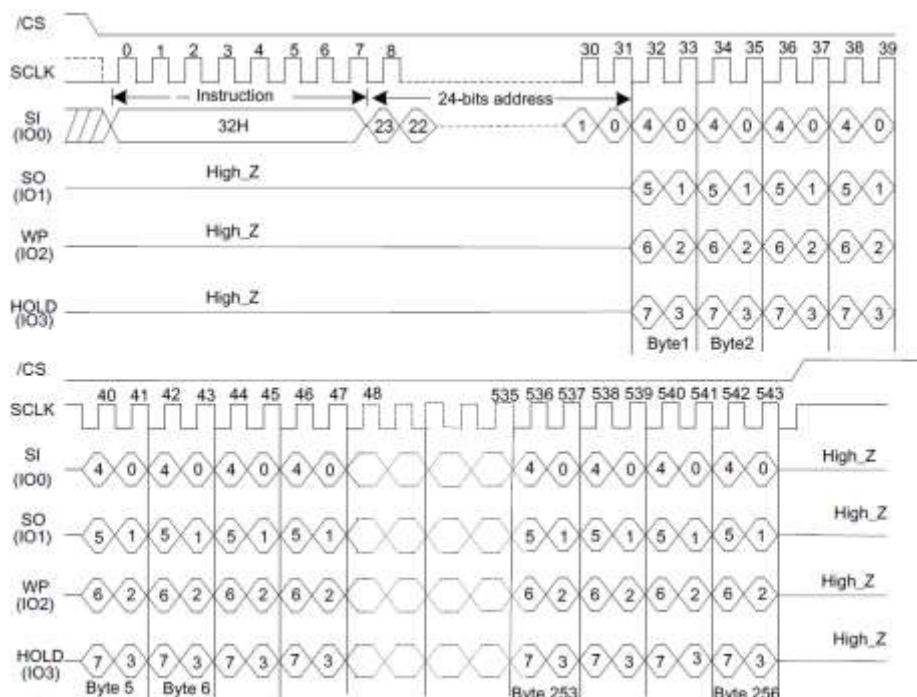 /CS
0 1 2 3 4 5 6 7 8 30 31 32 33 34 35 36 37 38 39
SCLK
Instruction 24-bits address
SI
(IO0) 32H 23 22 1 0 4 0 4 0 4 0 4 0
SO
(IO1) High_Z 5 1 5 1 5 1 5 1
WP
(IO2) High_Z 6 2 6 2 6 2 6 2
HOLD
(IO3) High_Z 7 3 7 3 7 3 7 3
Byte1 Byte2
/CS
40 41 42 43 44 45 46 47 48 535 536 537 538 539 540 541 542 543
SCLK
SI
(IO0) 4 0 4 0 4 0 4 0 4 0 4 0 4 0 4 0 High_Z
SO
(IO1) 5 1 5 1 5 1 5 1 5 1 5 1 5 1 5 1 High_Z
WP
(IO2) 6 2 6 2 6 2 6 2 6 2 6 2 6 2 6 2 High_Z
HOLD
(IO3) 7 3 7 3 7 3 7 3 7 3 7 3 7 3 7 3 High_Z
Byte 5 Byte 6 Byte 253 Byte 256